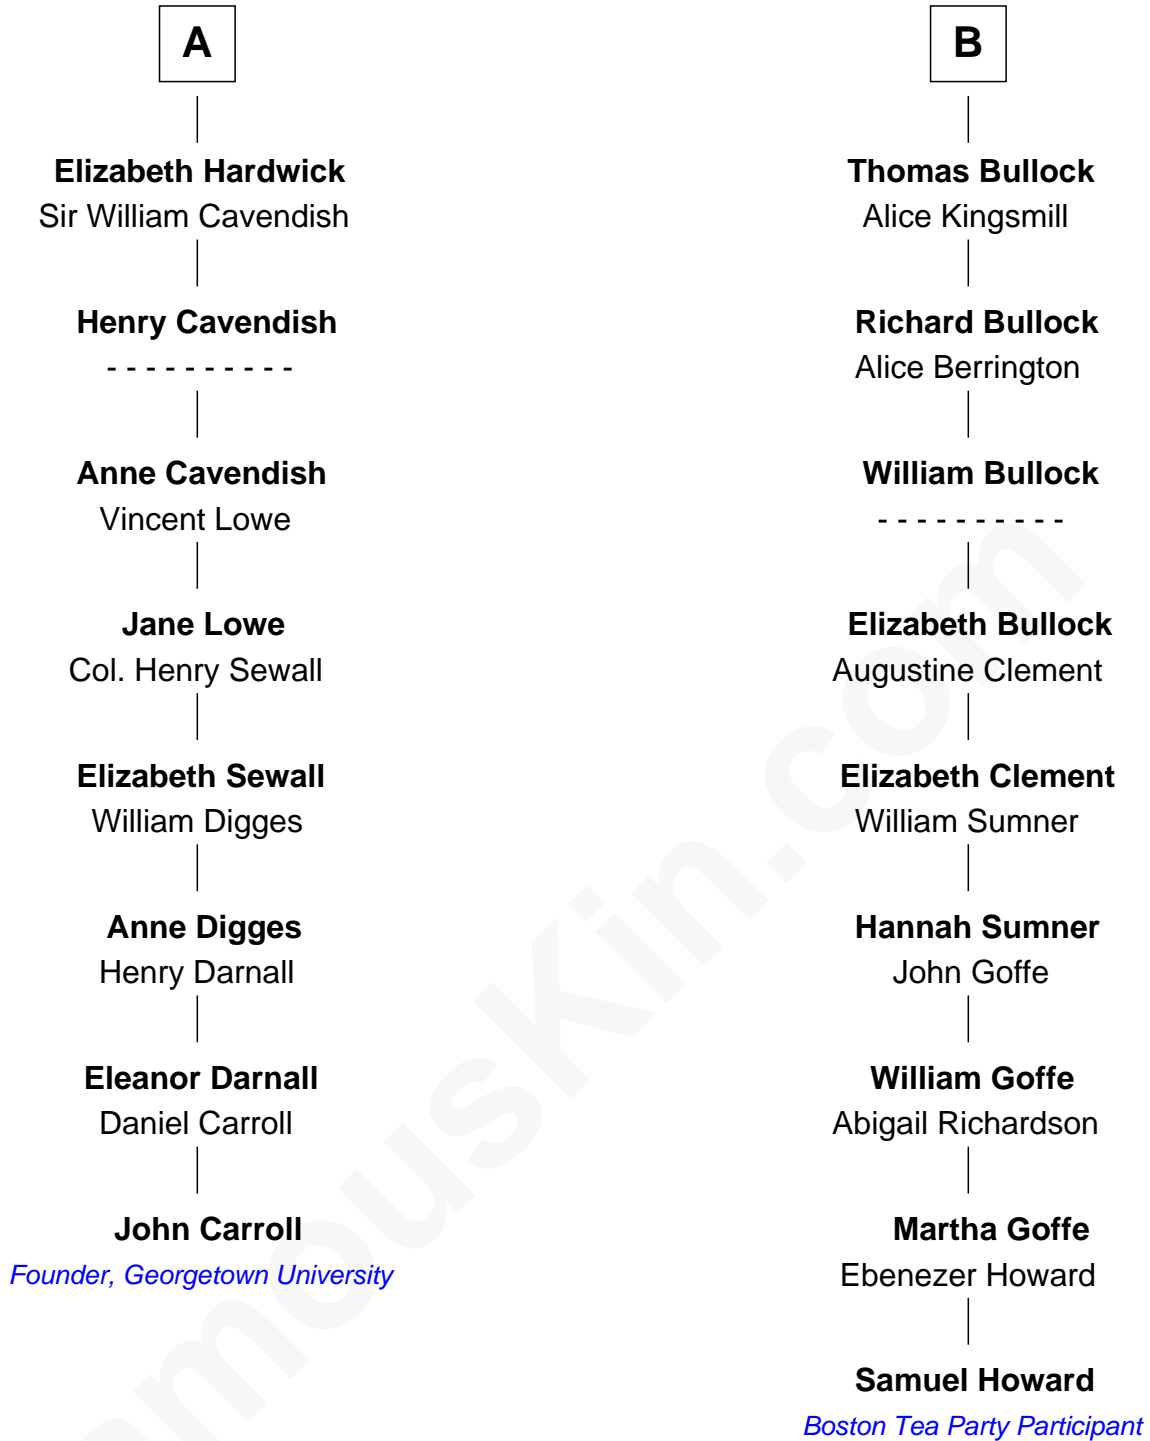 A
Elizabeth Hardwick
Sir William Cavendish
Henry Cavendish
- - - - - - - - - -
Anne Cavendish
Vincent Lowe
Jane Lowe
Col. Henry Sewall
Elizabeth Sewall
William Digges
Anne Digges
Henry Darnall
Eleanor Darnall
Daniel Carroll
John Carroll
Founder, Georgetown University
B
Thomas Bullock
Alice Kingsmill
Richard Bullock
Alice Berrington
William Bullock
- - - - - - - - - -
Elizabeth Bullock
Augustine Clement
Elizabeth Clement
William Sumner
Hannah Sumner
John Goffe
William Goffe
Abigail Richardson
Martha Goffe
Ebenezer Howard
Samuel Howard
Boston Tea Party Participant
amouskin.com